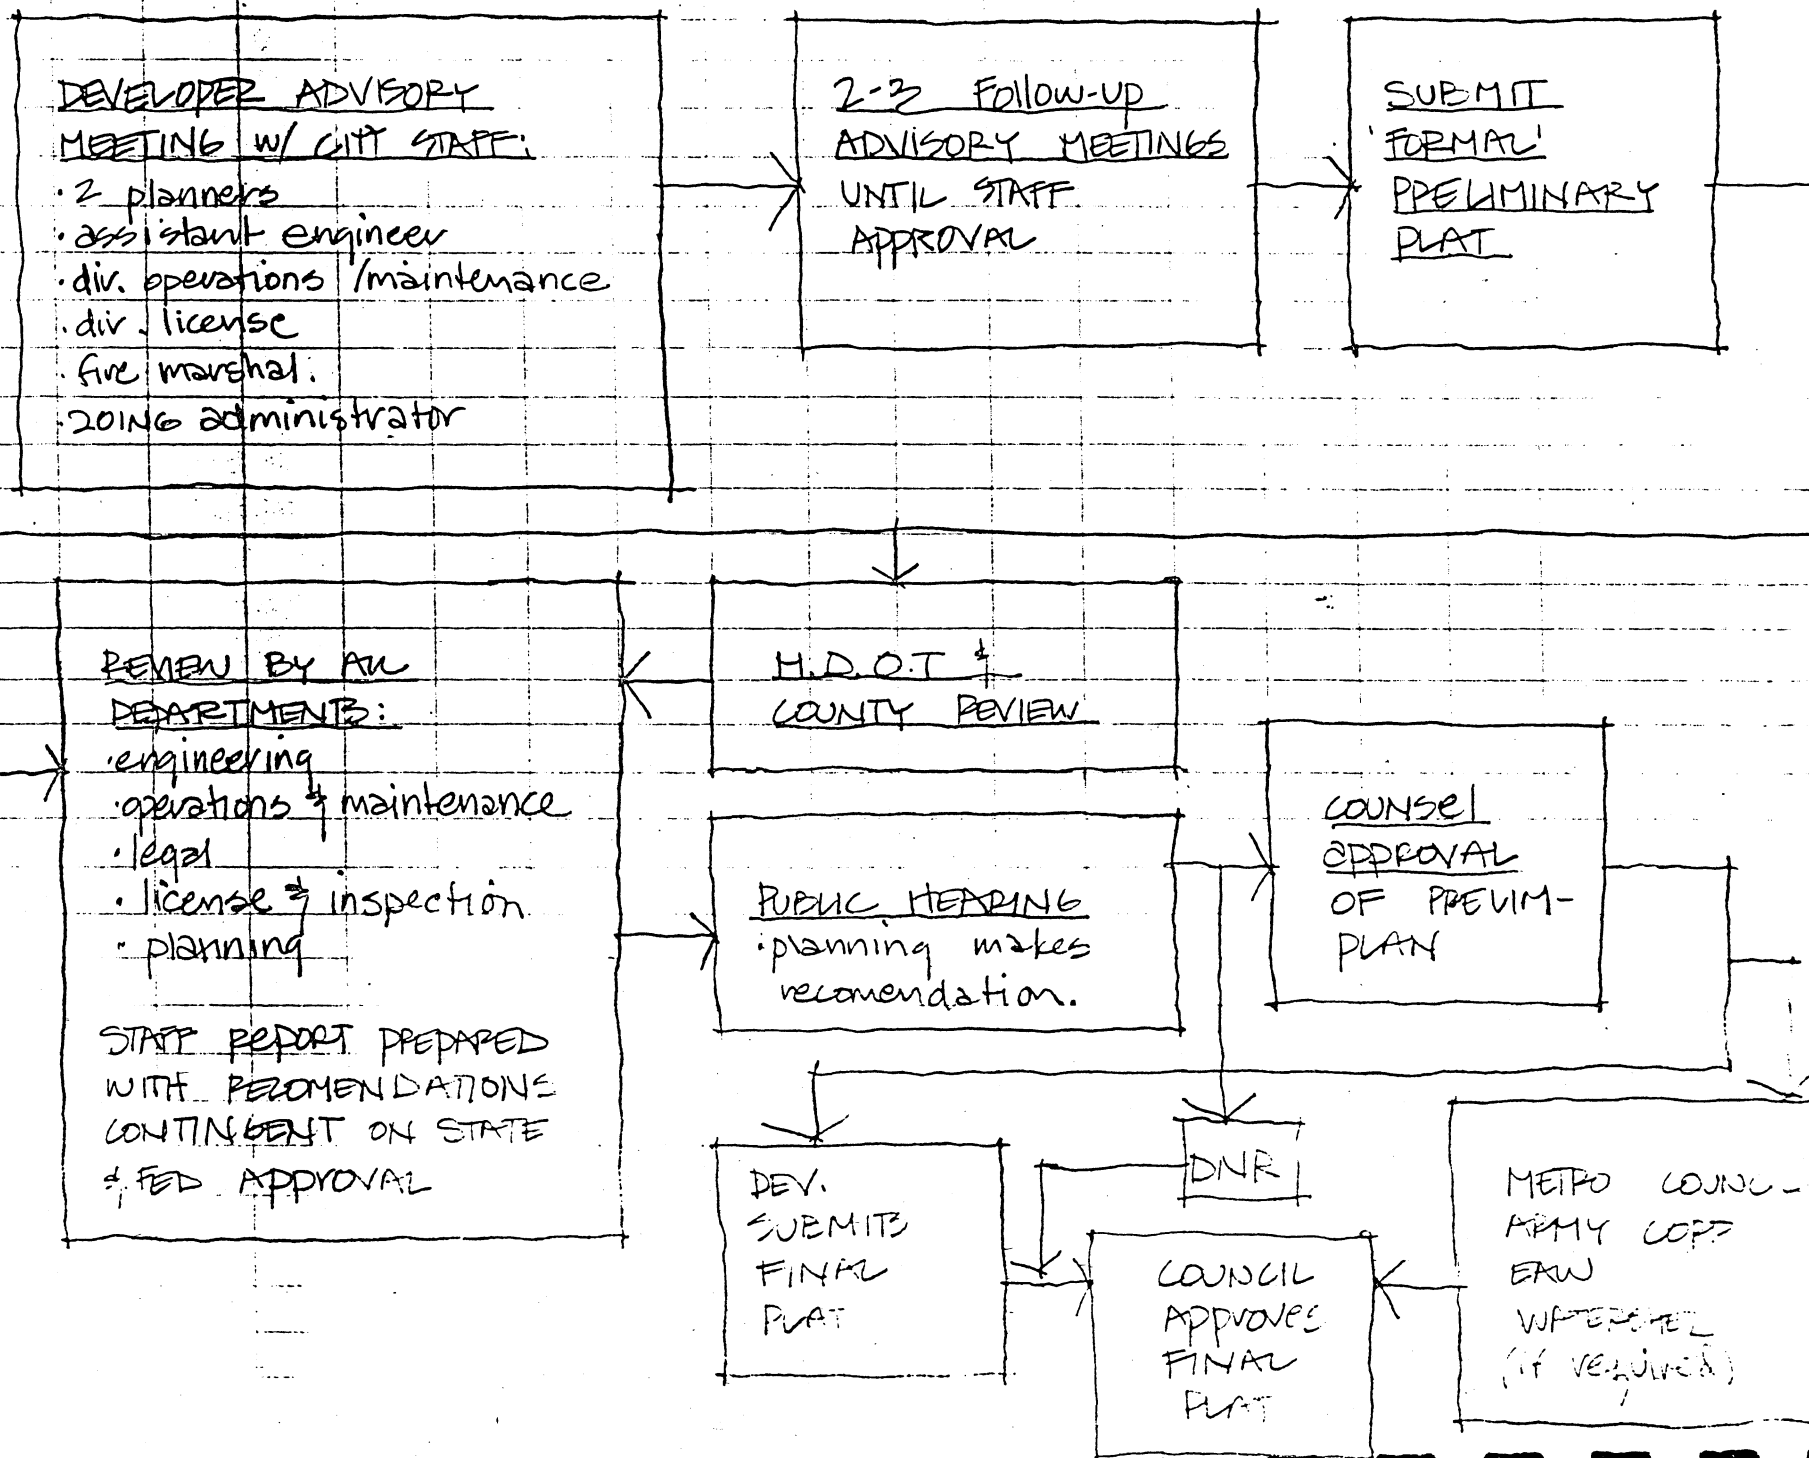 DEVELOPER ADVISORY
MEETING W/ CITY STAFF:
· 2 planners
· assistant engineer
· div. operations /maintenance
· div. license
· fire marshal.
· ZOING administrator
2-3 Follow-up
ADVISORY MEETINGS
UNTIL STAFF
APPROVAL
SUBMIT
'FORMAL'
PRELIMINARY
PLAT
REVIEW BY ALL
DEPARTMENTS:
· engineering
· operations & maintenance
· legal
· license & inspection
· planning
STAFF REPORT PREPARED
WITH RECOMENDATIONS
CONTINGENT ON STATE
& FED APPROVAL
M.D.O.T &
COUNTY REVIEW
PUBLIC HEARING
· planning makes
recomendation.
COUNSEL
APPROVAL
OF PRELIM-
PLAN
DEV.
SUBMITS
FINAL
PLAT
DNR
COUNCIL
APPROVES
FINAL
PLAT
METRO COUNC-
ARMY CORP
EAW
WATERSHED
(if required)